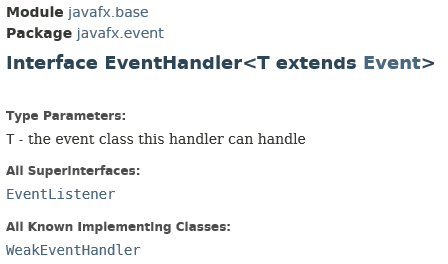 Module javafx.base
Package javafx.event
Interface EventHandler<T extends Event>
Type Parameters:
T - the event class this handler can handle
All Superinterfaces:
EventListener
All Known Implementing Classes:
WeakEventHandler